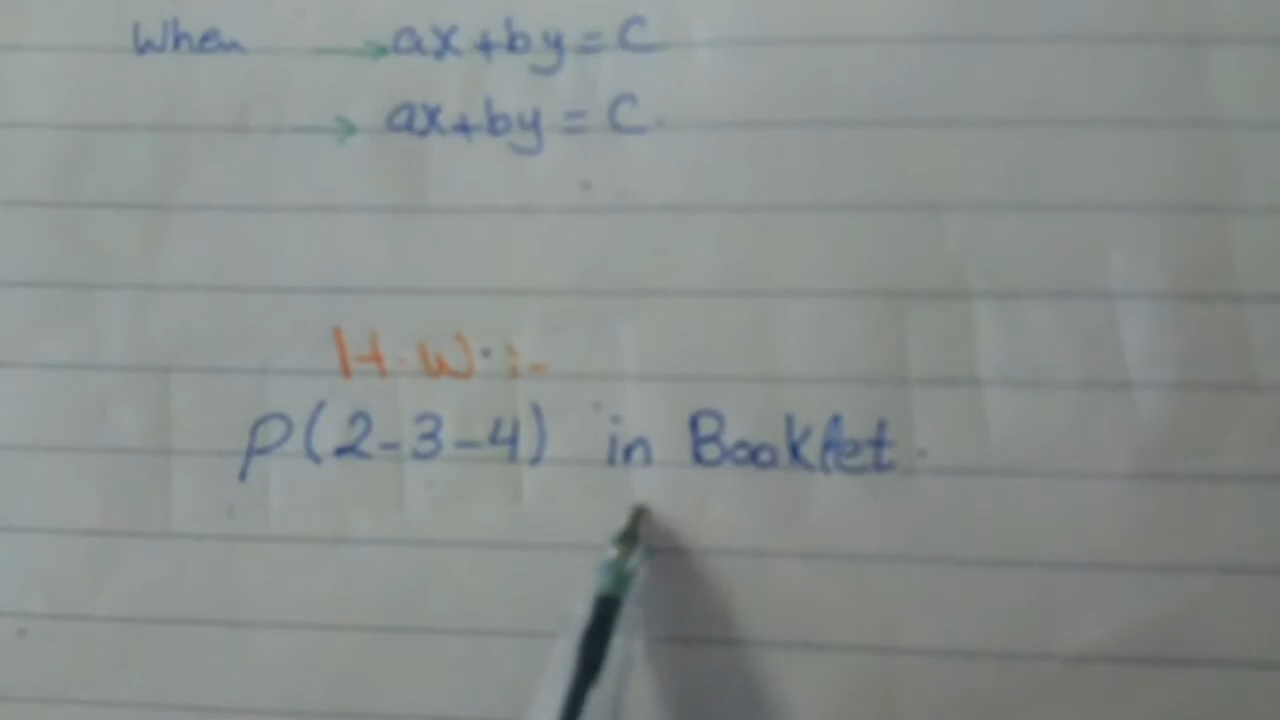 When →ax+by=C
→ ax+by=C
H.W:-
P(2-3-4) in Booklet.